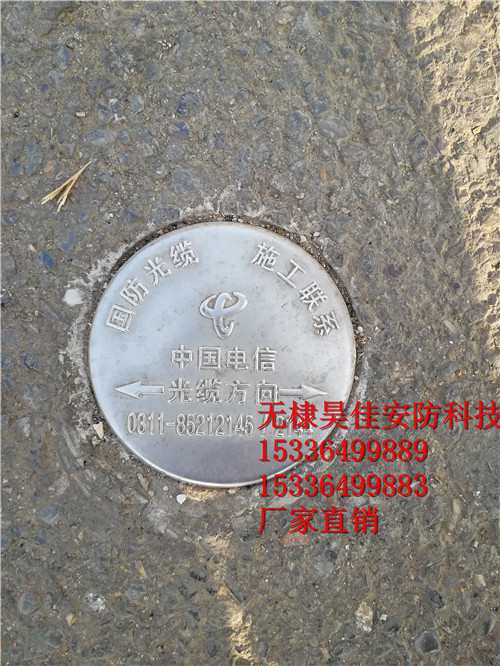 国防光缆 施工联系
中国电信
光缆方向
0311-85212145
无棣昊佳安防科技
15336499889
15336499883
厂家直销